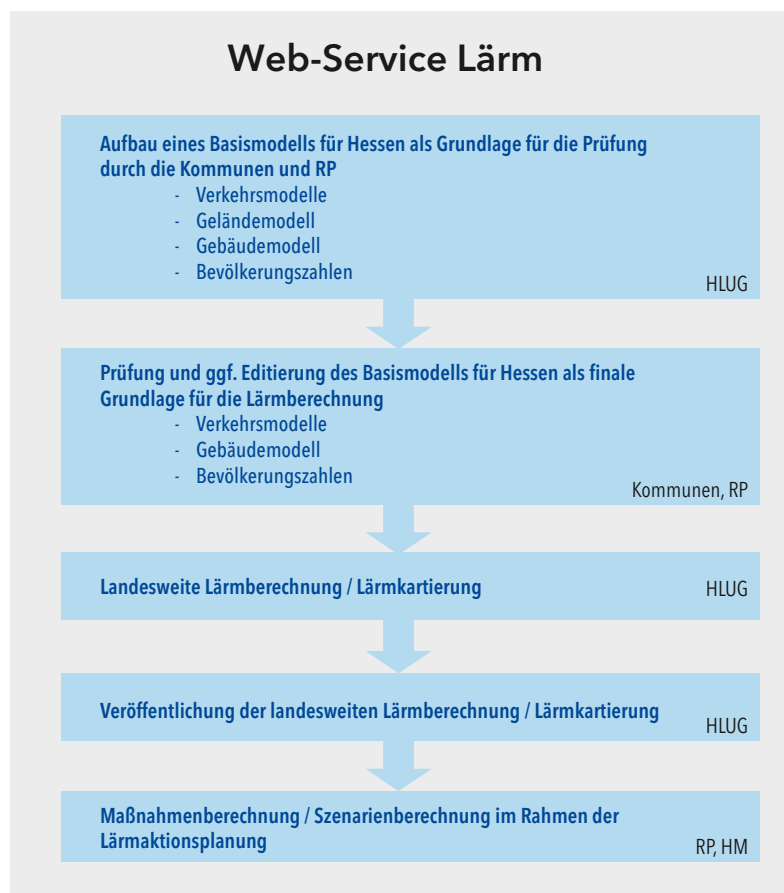 Web-Service Lärm
Aufbau eines Basismodells für Hessen als Grundlage für die Prüfung
durch die Kommunen und RP
- Verkehrsmodelle
- Geländemodell
- Gebäudemodell
- Bevölkerungszahlen
HLUG
Prüfung und ggf. Editierung des Basismodells für Hessen als finale
Grundlage für die Lärmberechnung
- Verkehrsmodelle
- Gebäudemodell
- Bevölkerungszahlen
Kommunen, RP
Landesweite Lärmberechnung / Lärmkartierung
HLUG
Veröffentlichung der landesweiten Lärmberechnung / Lärmkartierung
HLUG
Maßnahmenberechnung / Szenarienberechnung im Rahmen der
Lärmaktionsplanung
RP, HM